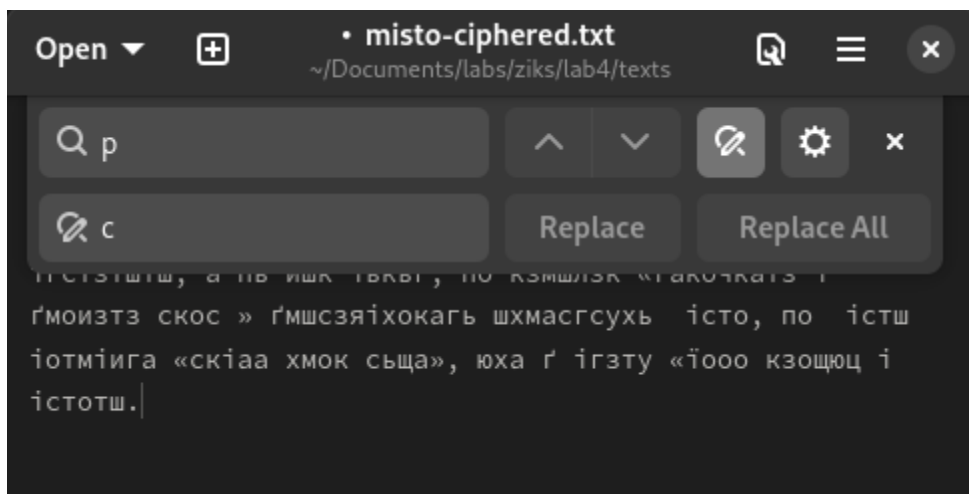 Open
• misto-ciphered.txt
~/Documents/labs/ziks/lab4/texts
р
с
Replace
Replace All
ґмоизтз скос » ґмшсзяіхокагь шхмасгсухь істо, по істш
іотміига «скіаа хмок сьща», юха ґ ігзту «їооо кзощюц і
істотш.